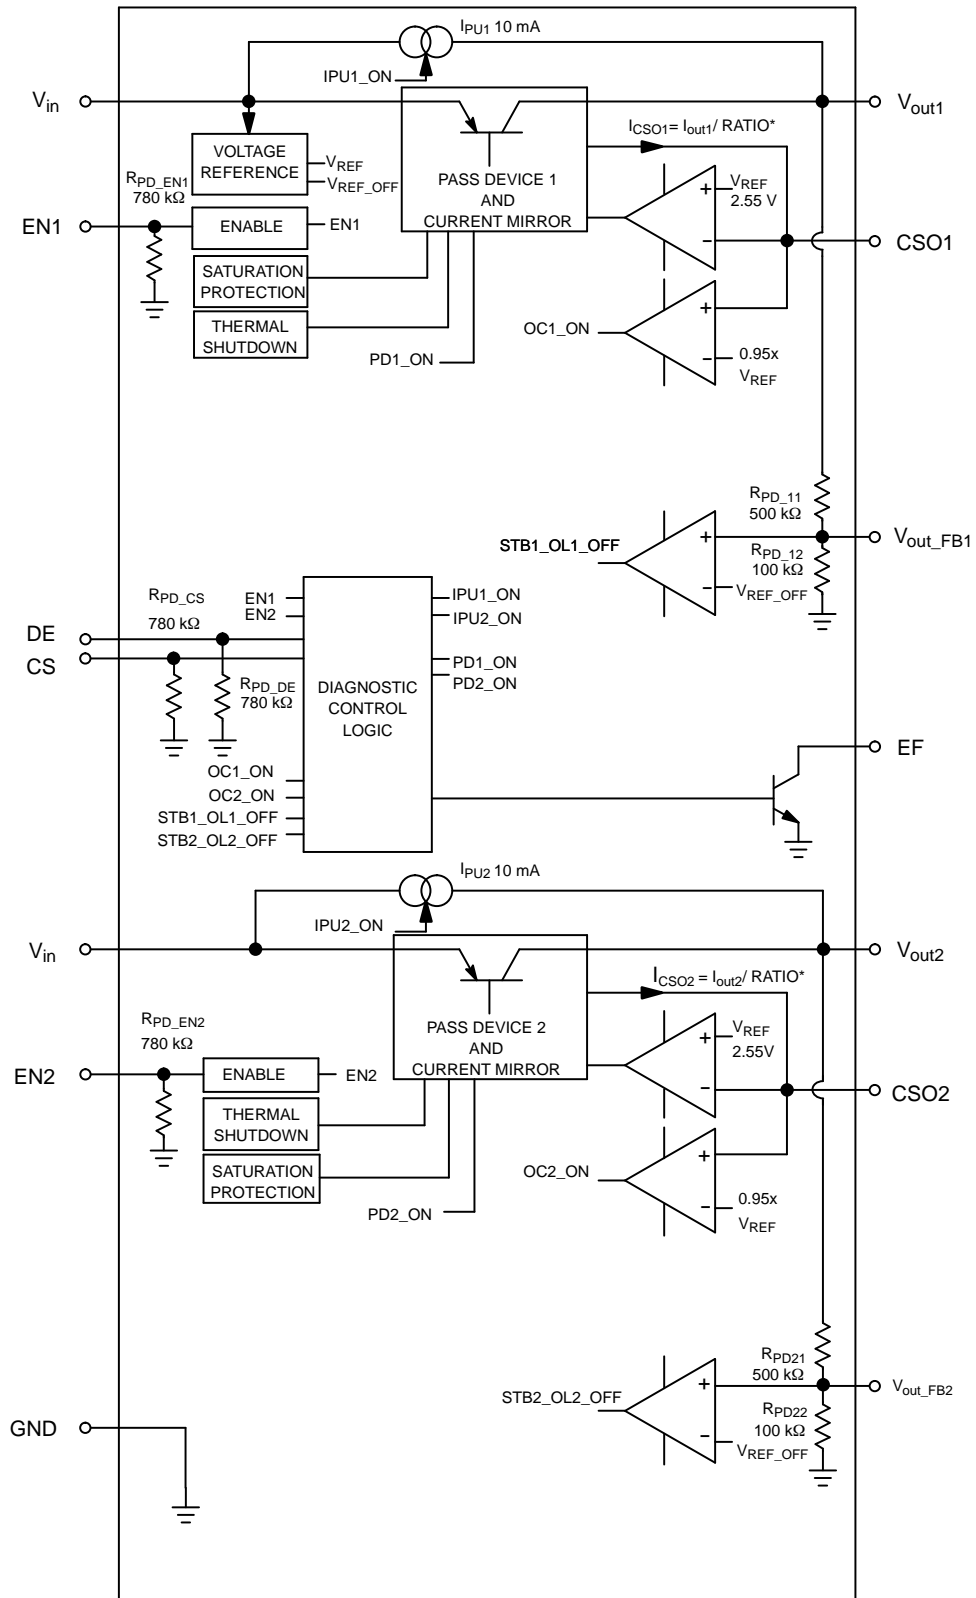 I_PU1 10 mA
IPU1_ON
V_in
V_out1
I_CSO1 = I_out1 / RATIO*
VOLTAGE
REFERENCE
V_REF
V_REF_OFF
PASS DEVICE 1
AND
CURRENT MIRROR
+
V_REF
2.55 V
−
R_PD_EN1
780 kΩ
EN1
ENABLE
EN1
CSO1
SATURATION
PROTECTION
THERMAL
SHUTDOWN
PD1_ON
OC1_ON
+
−
0.95x
V_REF
R_PD_11
500 kΩ
STB1_OL1_OFF
+
−
V_out_FB1
R_PD_12
100 kΩ
V_REF_OFF
R_PD_CS
780 kΩ
EN1
EN2
IPU1_ON
IPU2_ON
DE
CS
R_PD_DE
780 kΩ
DIAGNOSTIC
CONTROL
LOGIC
PD1_ON
PD2_ON
EF
OC1_ON
OC2_ON
STB1_OL1_OFF
STB2_OL2_OFF
I_PU2 10 mA
IPU2_ON
V_in
V_out2
I_CSO2 = I_out2 / RATIO*
PASS DEVICE 2
AND
CURRENT MIRROR
+
V_REF
2.55V
−
R_PD_EN2
780 kΩ
EN2
ENABLE
EN2
CSO2
THERMAL
SHUTDOWN
SATURATION
PROTECTION
PD2_ON
OC2_ON
+
−
0.95x
V_REF
R_PD21
500 kΩ
STB2_OL2_OFF
+
−
V_out_FB2
R_PD22
100 kΩ
V_REF_OFF
GND